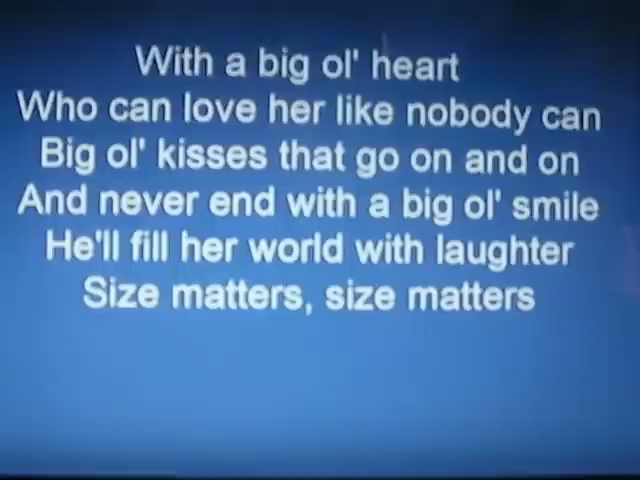 With a big ol' heart
Who can love her like nobody can
Big ol' kisses that go on and on
And never end with a big ol' smile
He'll fill her world with laughter
Size matters, size matters